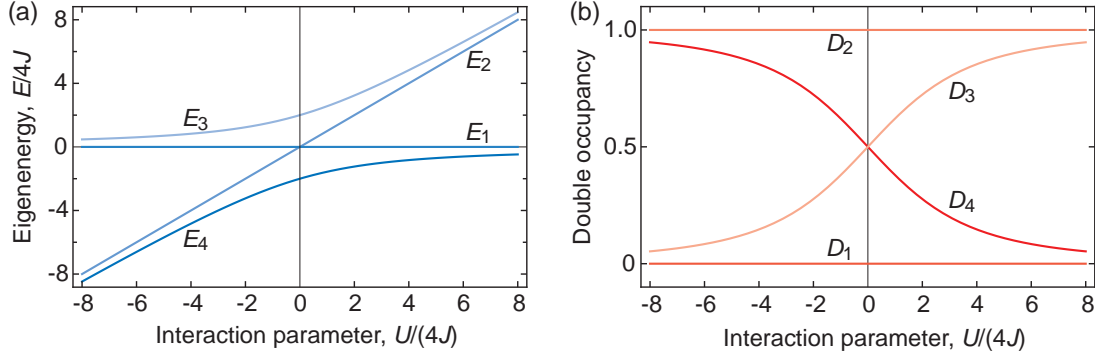 (a)
8
4
0
-4
-8
Eigenenergy, E/4J
E2
E3
E1
E4
-8 -6 -4 -2 0 2 4 6 8
Interaction parameter, U/(4J)
(b)
1.0
0.5
0
Double occupancy
D2
D3
D4
D1
-8 -6 -4 -2 0 2 4 6 8
Interaction parameter, U/(4J)